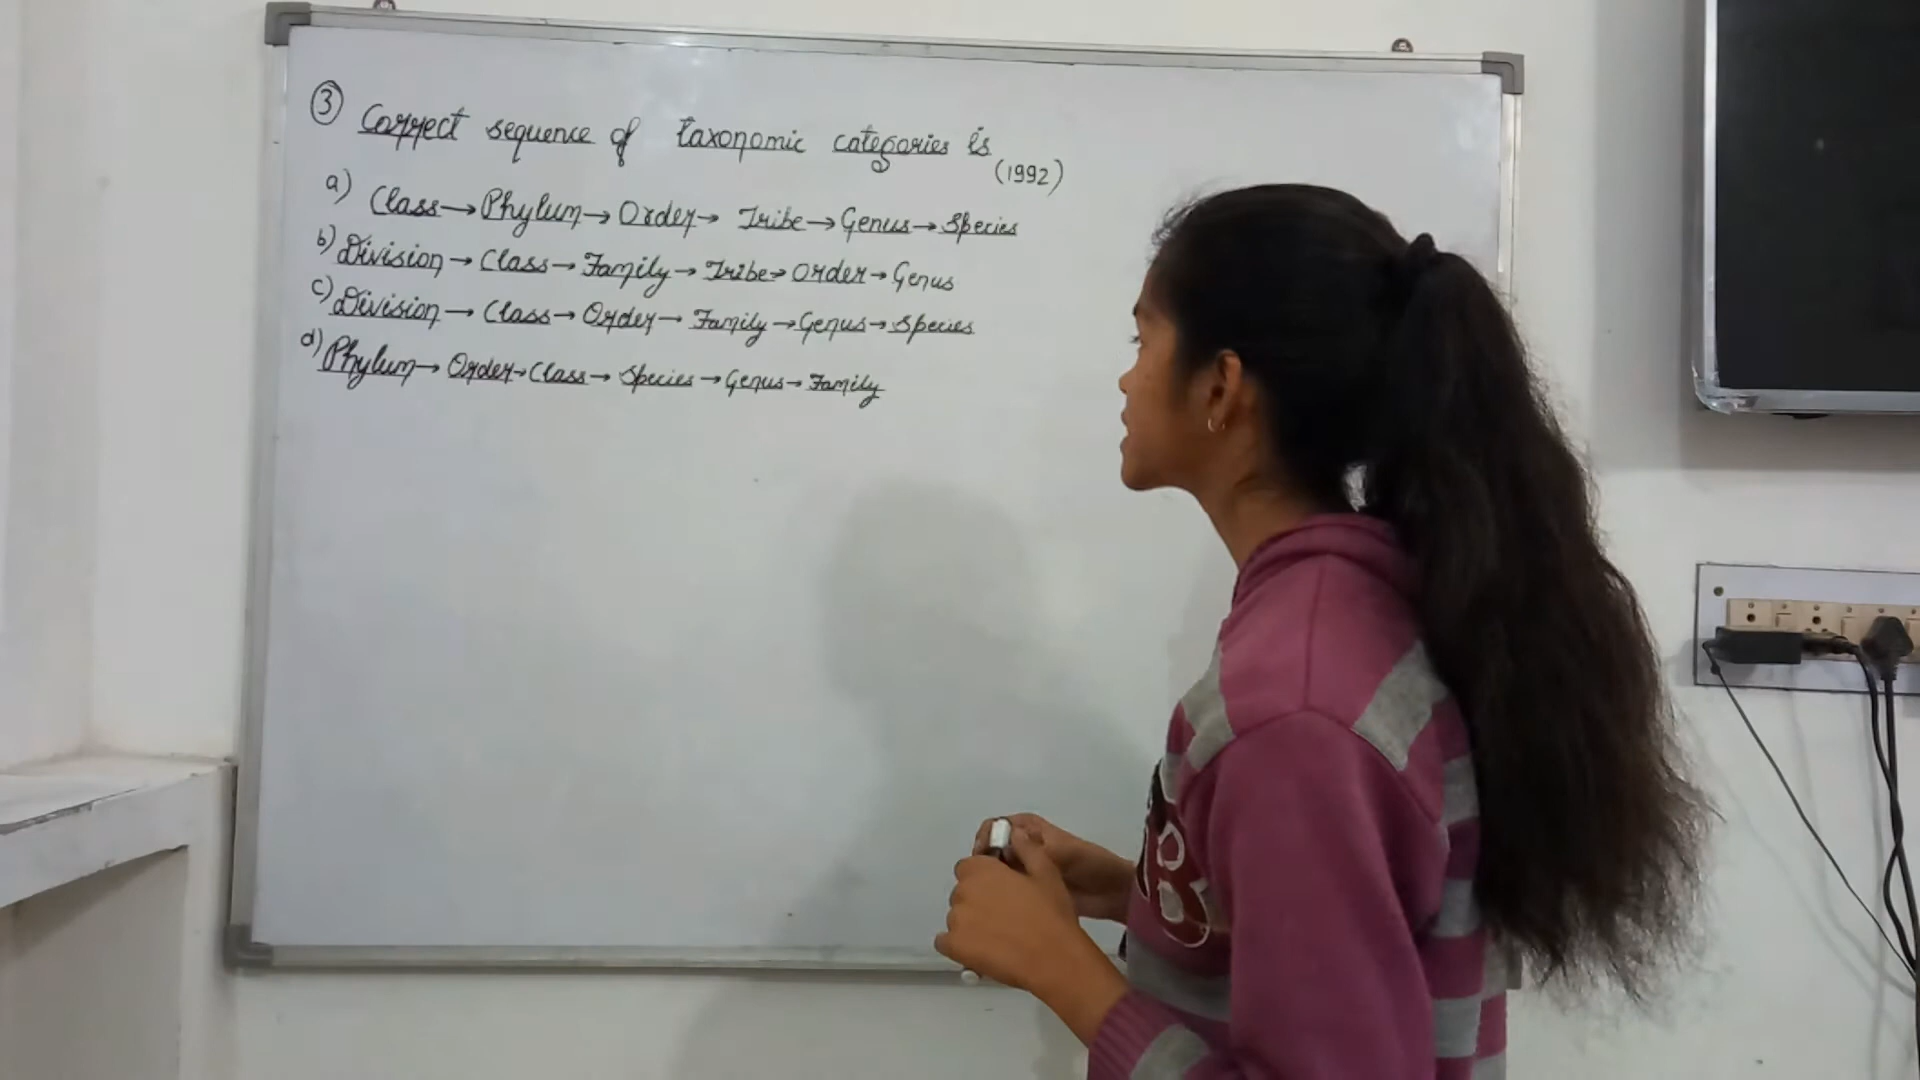 ③ Correct sequence of taxonomic categories is
(1992)
a) Class → Phylum → Order → Tribe → Genus → Species
b) Division → Class → Family → Tribe → Order → Genus
c) Division → Class → Order → Family → Genus → Species
d) Phylum → Order → Class → Species → Genus → Family
B